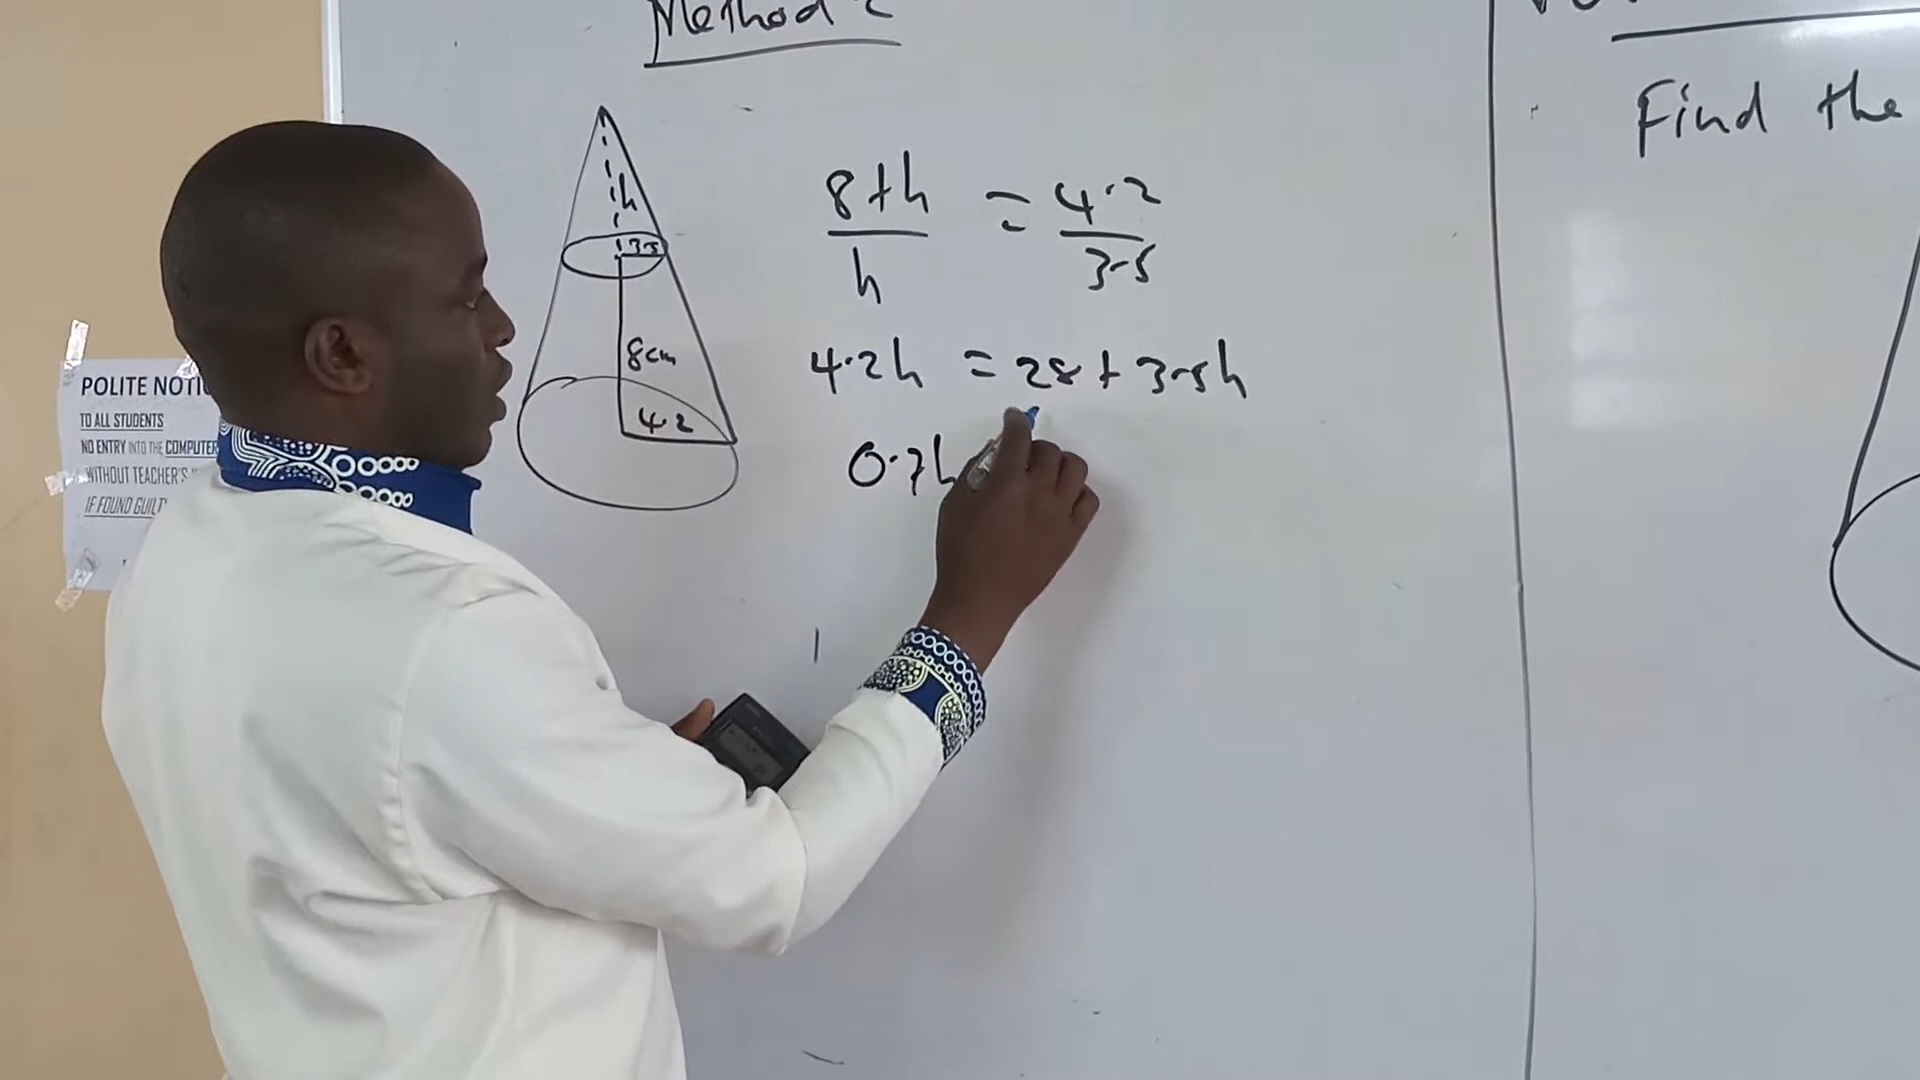 Method 2
Find the
h
3.5
8cm
4.2
8+h / h = 4.2 / 3.5
4.2h = 28 + 3.5h
0.7h
POLITE NOTIC
TO ALL STUDENTS
NO ENTRY INTO THE COMPUTER
WITHOUT TEACHER'S
IF FOUND GUILT